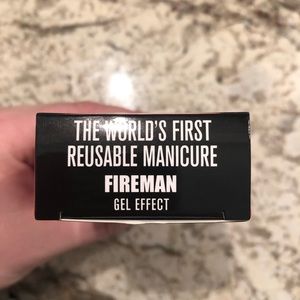 THE WORLD'S FIRST
REUSABLE MANICURE
FIREMAN
GEL EFFECT